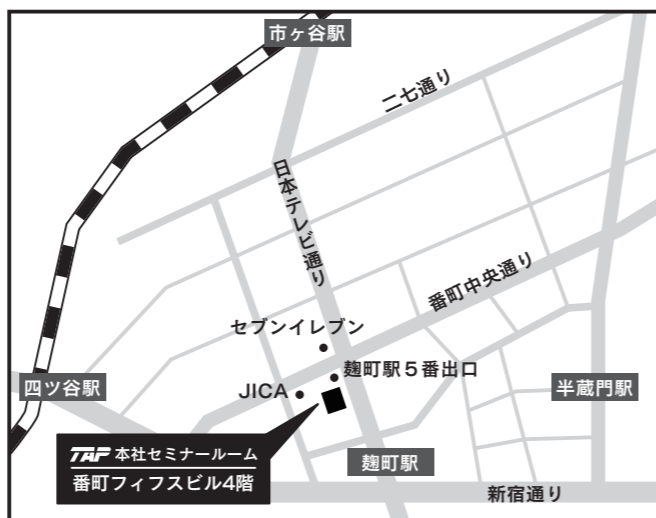 市ヶ谷駅
二七通り
日本テレビ通り
番町中央通り
セブンイレブン
麹町駅5番出口
JICA
四ツ谷駅
半蔵門駅
TAP 本社セミナールーム
番町フィフスビル4階
麹町駅
新宿通り